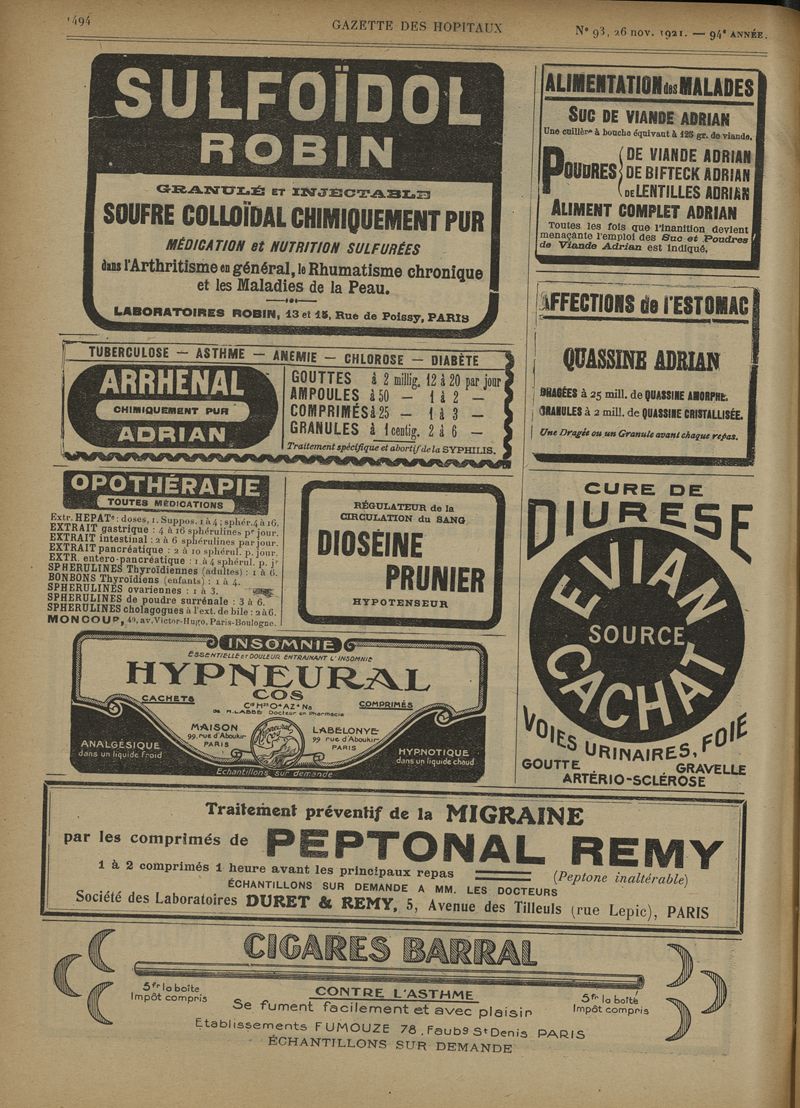 1494
GAZETTE DES HOPITAUX
N° 93, 26 NOV. 1921. — 94e ANNÉE.
SULFOÏDOL
ROBIN
GRANULÉ ET INJECTABLE
SOUFRE COLLOÏDAL CHIMIQUEMENT PUR
MÉDICATION et NUTRITION SULFURÉES
dans l'Arthritisme en général, le Rhumatisme chronique
et les Maladies de la Peau.
LABORATOIRES ROBIN, 13 et 15, Rue de Poissy, PARIS
ALIMENTATION des MALADES
SUC DE VIANDE ADRIAN
Une cuillère à bouche équivaut à 125 gr. de viande.
POUDRES
DE VIANDE ADRIAN
DE BIFTECK ADRIAN
DE LENTILLES ADRIAN
ALIMENT COMPLET ADRIAN
Toutes les fois que l'inanition devient
menaçante l'emploi des Suc et Poudres
de Viande Adrian est indiqué.
AFFECTIONS de l'ESTOMAC
QUASSINE ADRIAN
DRAGÉES à 25 mill. de QUASSINE AMORPHE.
GRANULES à 2 mill. de QUASSINE CRISTALLISÉE.
Une Dragée ou un Granule avant chaque repas.
TUBERCULOSE — ASTHME — ANEMIE — CHLOROSE — DIABÈTE
ARRHENAL
CHIMIQUEMENT PUR
ADRIAN
GOUTTES à 2 millig. 12 à 20 par jour
AMPOULES à 50 — 1 à 2 —
COMPRIMÉS à 25 — 1 à 3 —
GRANULES à 1 centig. 2 à 6 —
Traitement spécifique et abortif de la SYPHILIS.
OPOTHÉRAPIE
TOUTES MÉDICATIONS
Extr. HEPATe: doses, 1. Suppos. 1 à 4; sphér. 4 à 16.
EXTRAIT gastrique: 4 à 16 sphérulines pr jour.
EXTRAIT intestinal: 2 à 6 sphérulines par jour.
EXTRAIT pancréatique: 2 à 10 sphérul. p. jour.
EXTR. entero-pancréatique: 1 à 4 sphérul. p. jr
SPHERULINES Thyroïdiennes (adultes): 1 à 6.
BONBONS Thyroïdiens (enfants): 1 à 4.
SPHERULINES ovariennes: 1 à 3.
SPHERULINES de poudre surrénale: 3 à 6.
SPHERULINES cholagogues à l'ext. de bile: 2 à 6.
MONCOUP, 49, av. Victor-Hugo, Paris-Boulogne.
RÉGULATEUR de la
CIRCULATION du SANG
DIOSÉINE
PRUNIER
HYPOTENSEUR
CURE DE
DIURESE
EVIAN
SOURCE
CACHAT
VOIES URINAIRES, FOIE
GOUTTE GRAVELLE
ARTÉRIO-SCLÉROSE
INSOMNIE
ESSENTIELLE et DOULEUR ENTRAINANT L'INSOMNIE
HYPNEURAL
COS
CACHETS
COMPRIMÉS
DE M. LABBÉ Docteur en Pharmacie
MAISON LABÉLONYE
99, rue d'Aboukir 99 rue d'Aboukir
PARIS PARIS
Hypneural
ANALGÉSIQUE
dans un liquide froid
HYPNOTIQUE
dans un liquide chaud
Echantillons sur demande
Traitement préventif de la MIGRAINE
par les comprimés de PEPTONAL REMY
1 à 2 comprimés 1 heure avant les principaux repas (Peptone inaltérable)
ÉCHANTILLONS SUR DEMANDE A MM. LES DOCTEURS
Société des Laboratoires DURET & REMY, 5, Avenue des Tilleuls (rue Lepic), PARIS
CIGARES BARRAL
5fr la boîte
Impôt compris
CONTRE L'ASTHME
Se fument facilement et avec plaisir
5fr la boîte
Impôt compris
Etablissements FUMOUZE 78, Faubg St Denis PARIS
ÉCHANTILLONS SUR DEMANDE